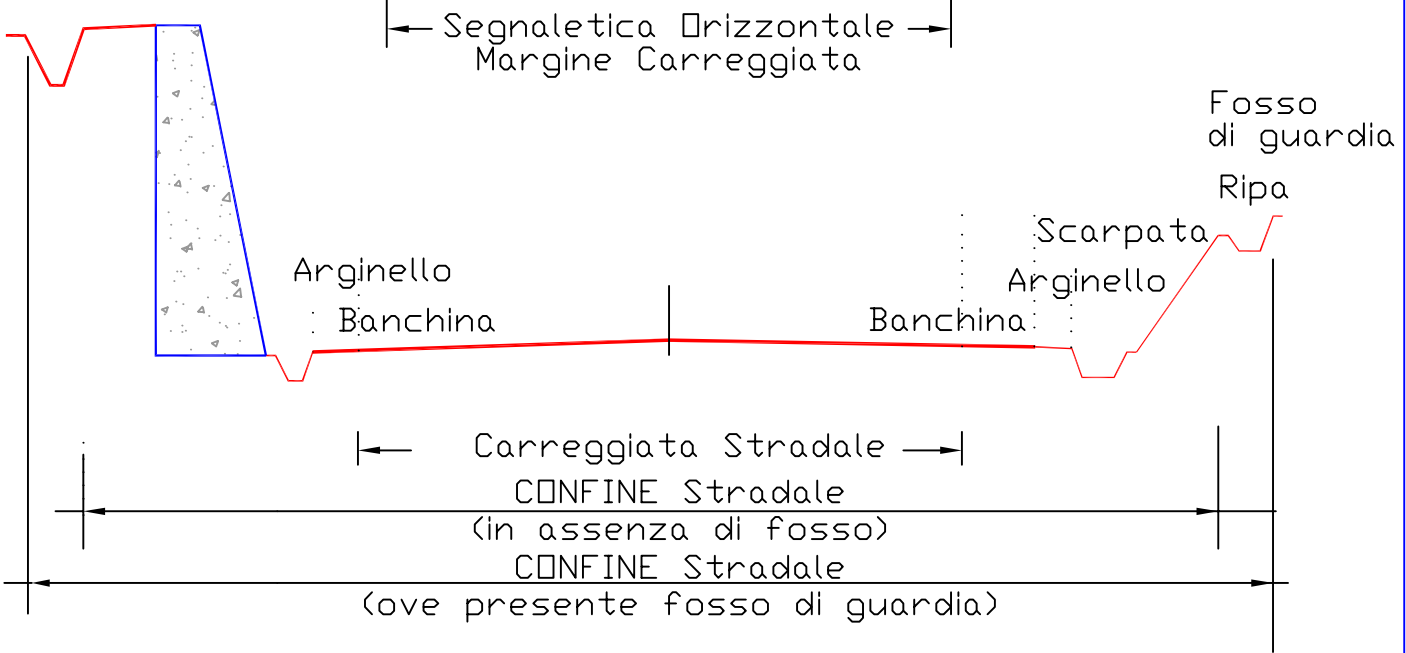 Segnaletica Orizzontale
Margine Carreggiata
Fosso
di guardia
Ripa
Scarpata
Arginello
Arginello
Banchina
Banchina
Carreggiata Stradale
CONFINE Stradale
(in assenza di fosso)
CONFINE Stradale
(ove presente fosso di guardia)